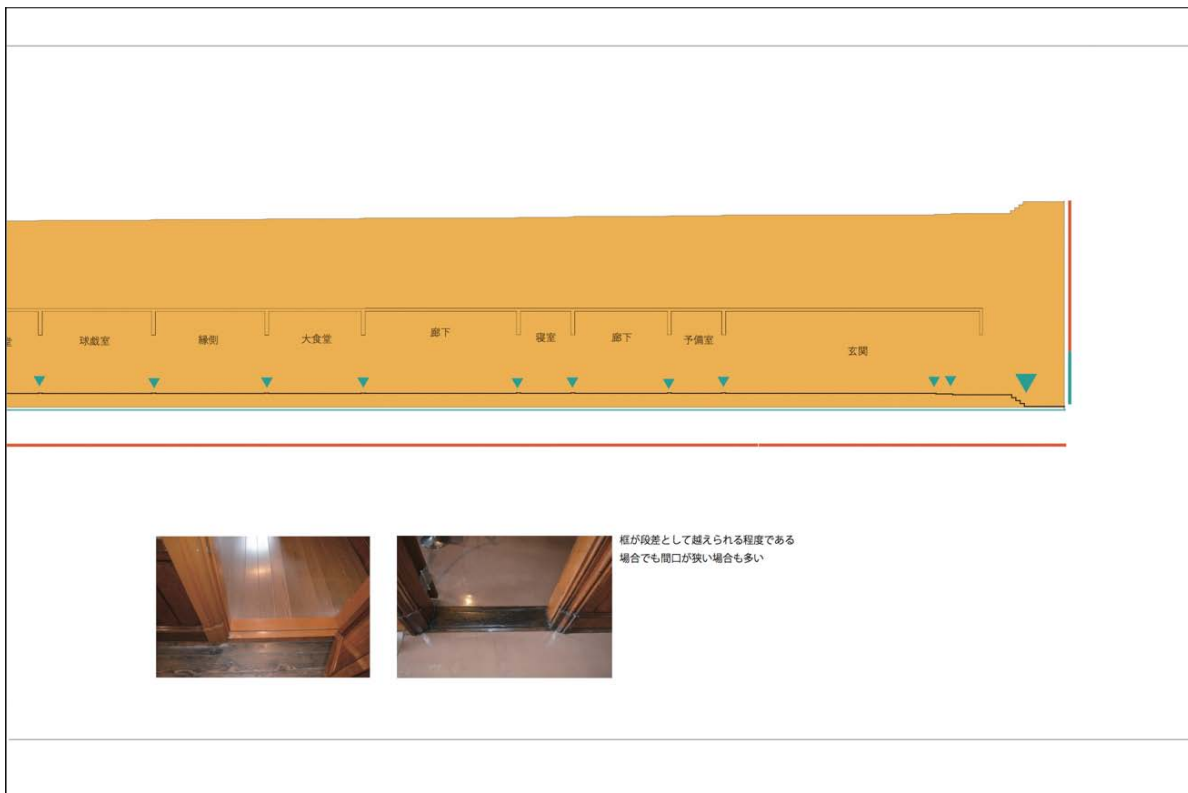 球戯室
縁側
大食堂
廊下
寝室
廊下
予備室
玄関
框が段差として越えられる程度である
場合でも間口が狭い場合も多い